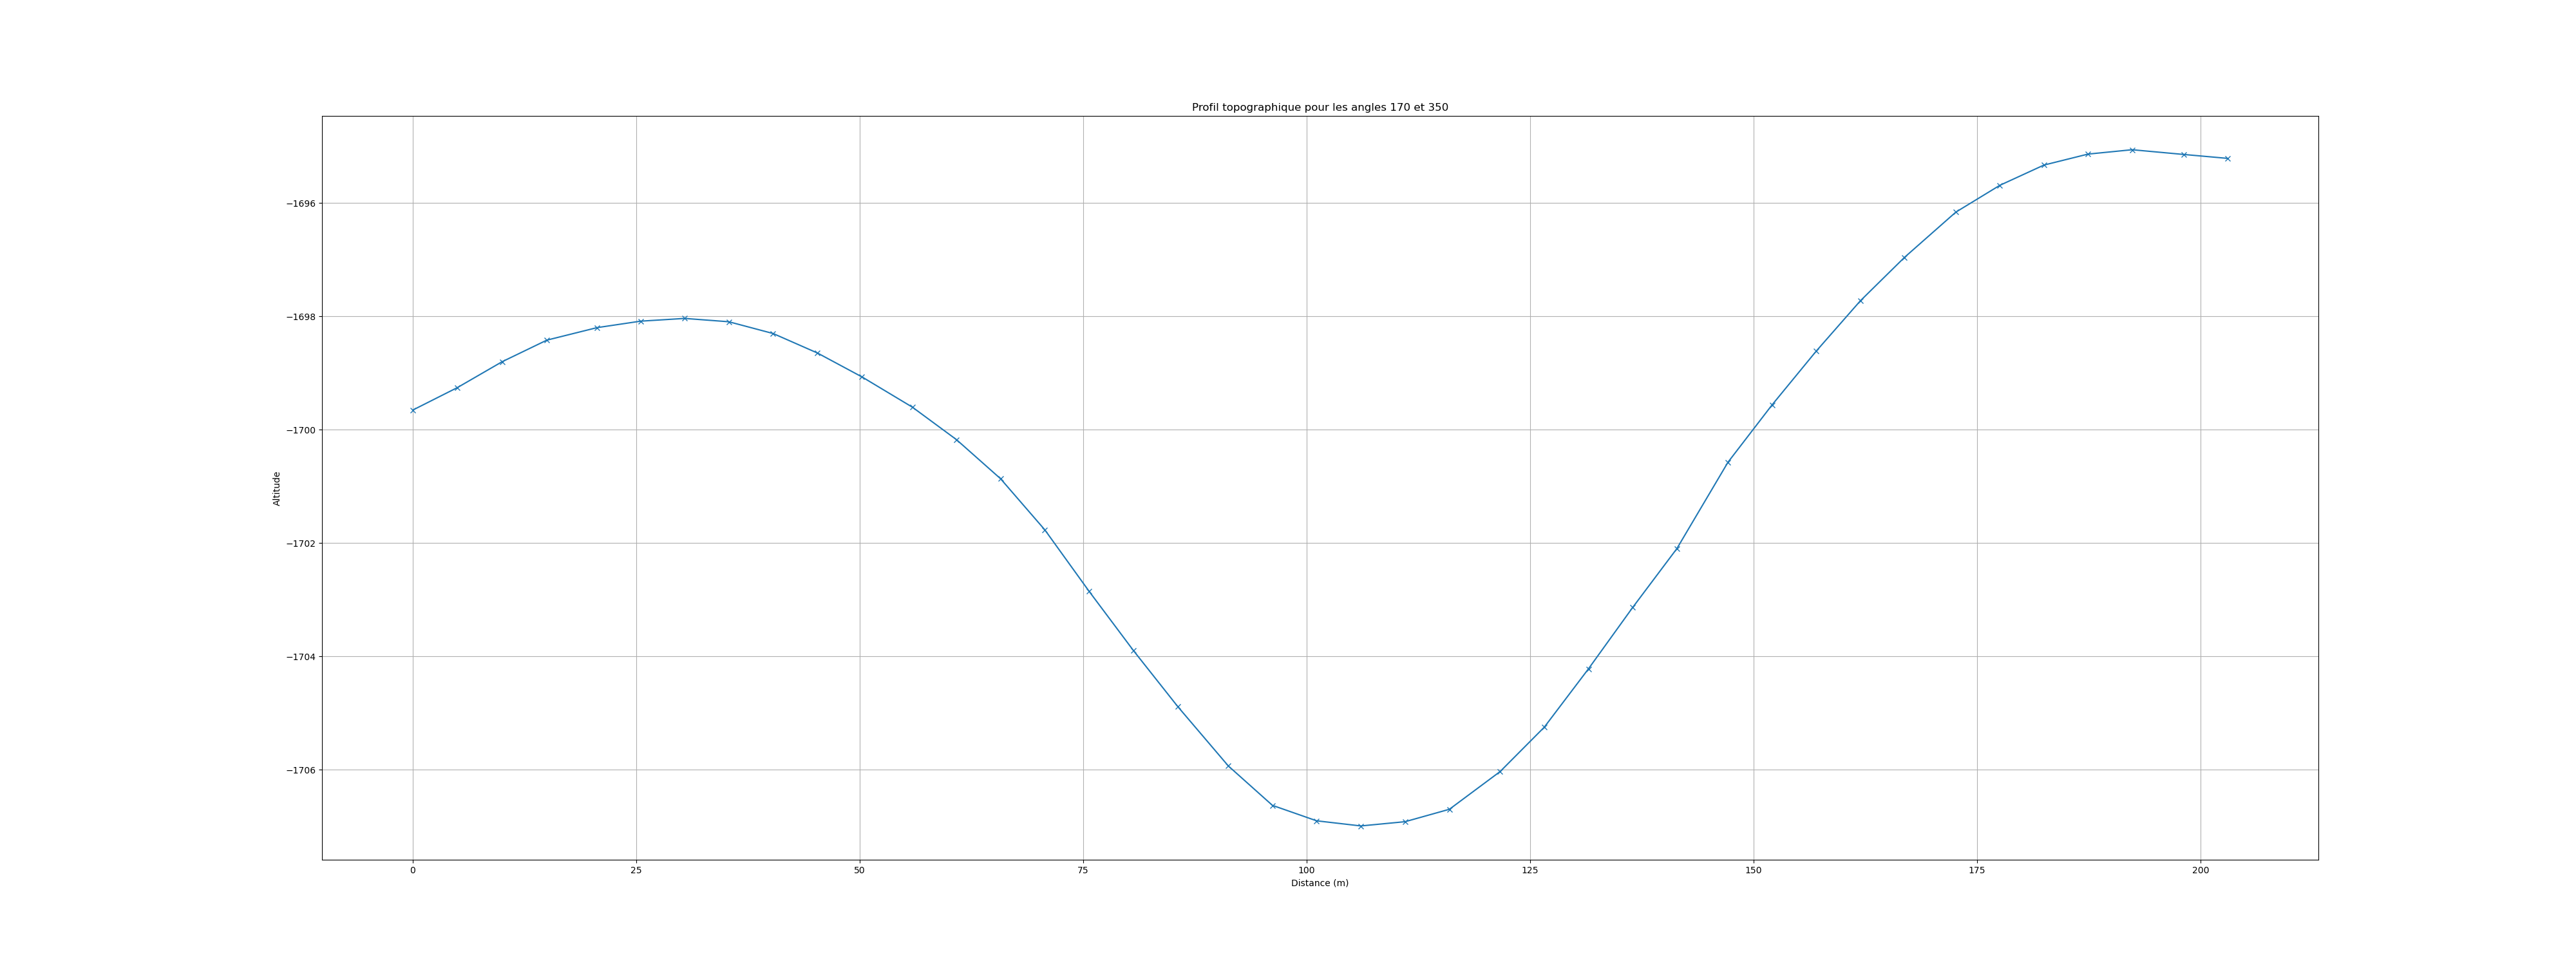 Profil topographique pour les angles 170 et 350
Altitude
−1696
−1698
−1700
−1702
−1704
−1706
0 25 50 75 100 125 150 175 200
Distance (m)